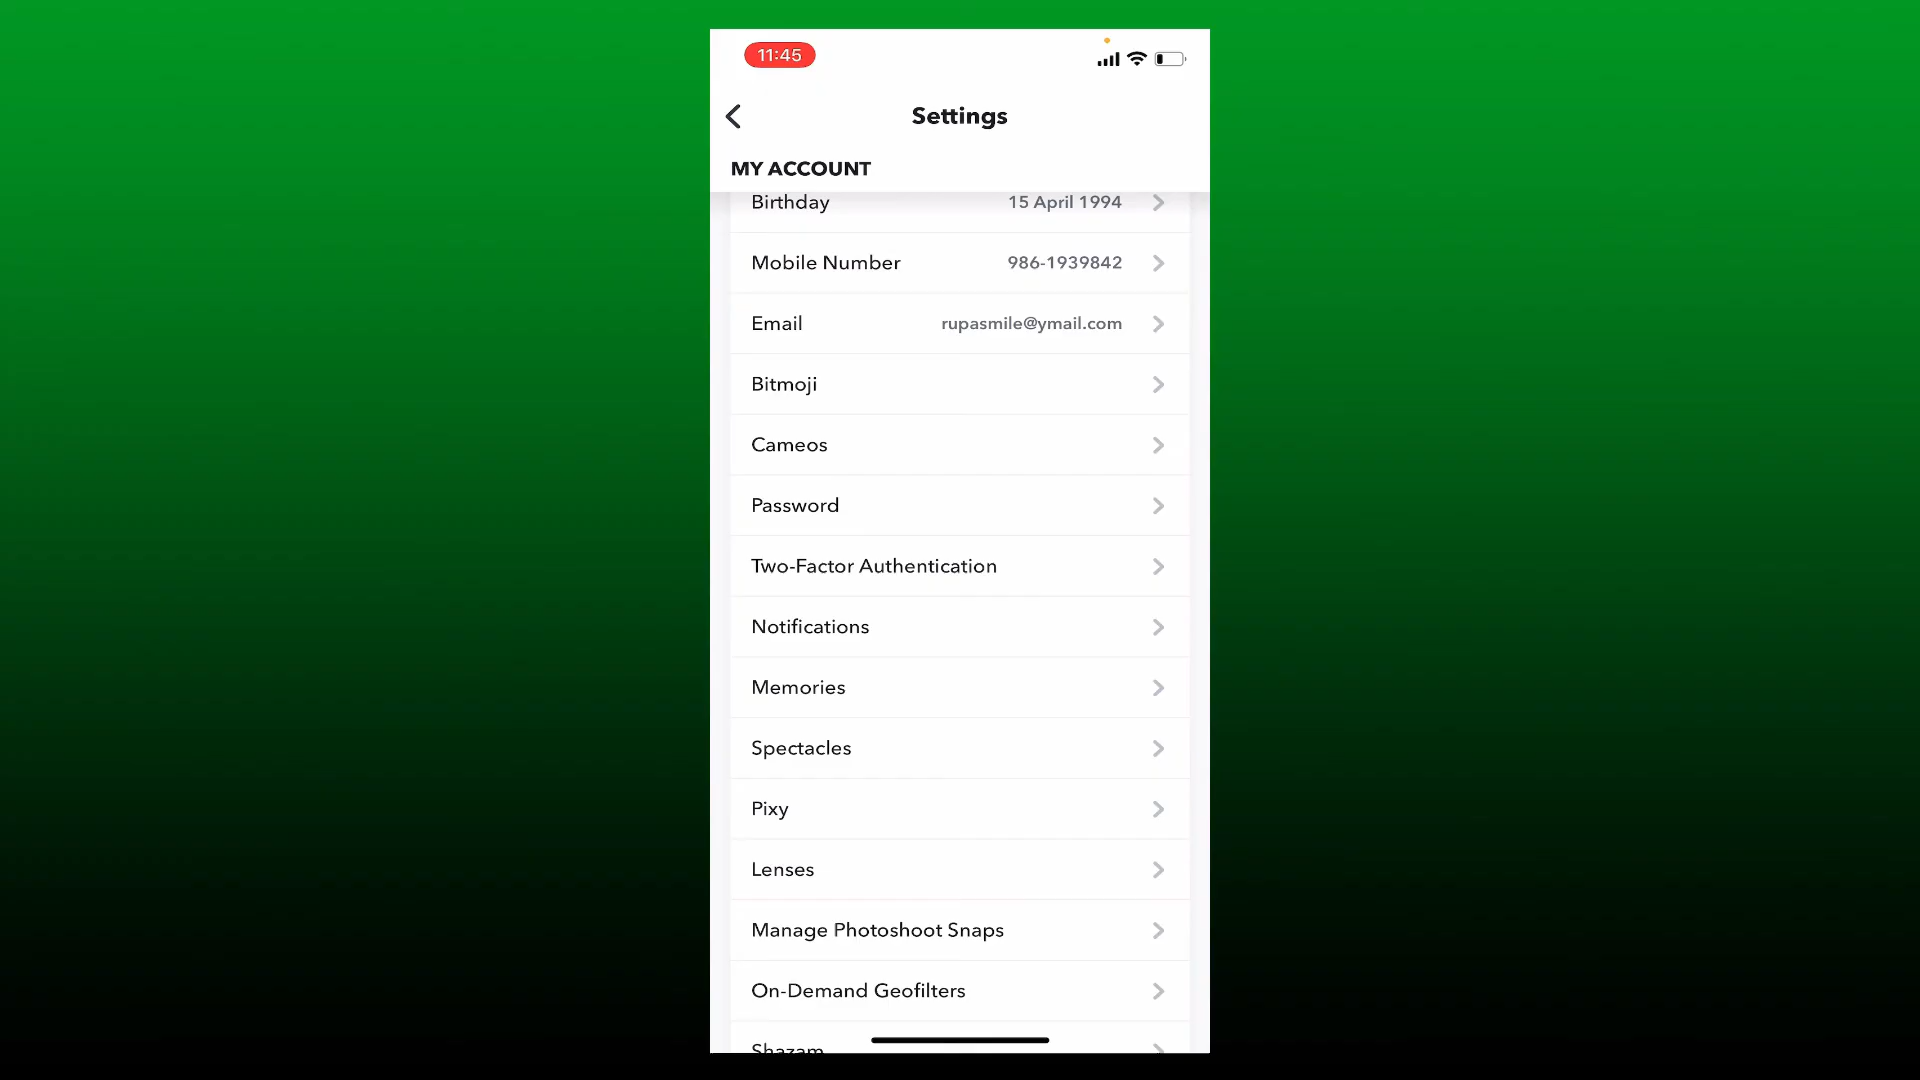 11:45
Settings
MY ACCOUNT
Birthday 15 April 1994
Mobile Number 986-1939842
Email rupasmile@ymail.com
Bitmoji
Cameos
Password
Two-Factor Authentication
Notifications
Memories
Spectacles
Pixy
Lenses
Manage Photoshoot Snaps
On-Demand Geofilters
Shazam